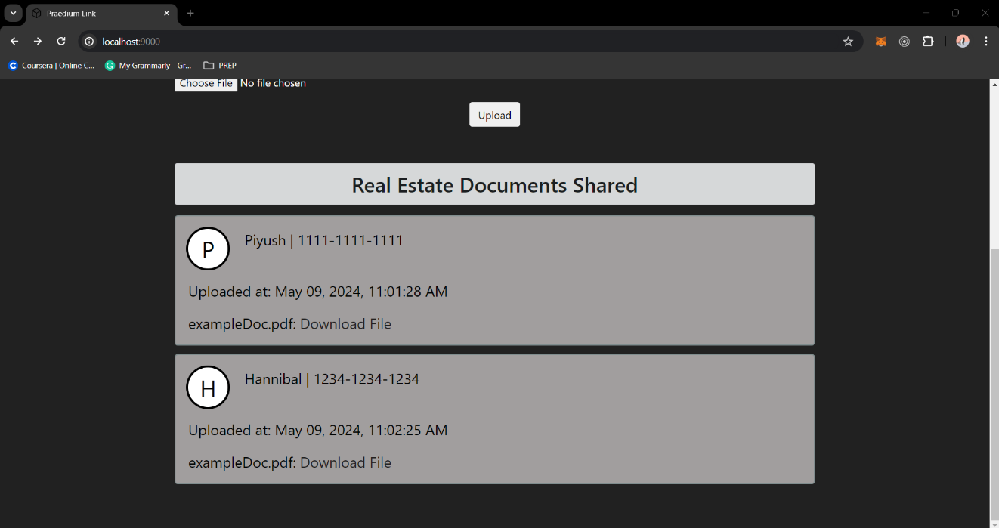 Praedium Link
localhost:9000
Coursera | Online C...
My Grammarly - Gr...
PREP
Choose File No file chosen
Upload
Real Estate Documents Shared
P
Piyush | 1111-1111-1111
Uploaded at: May 09, 2024, 11:01:28 AM
exampleDoc.pdf: Download File
H
Hannibal | 1234-1234-1234
Uploaded at: May 09, 2024, 11:02:25 AM
exampleDoc.pdf: Download File